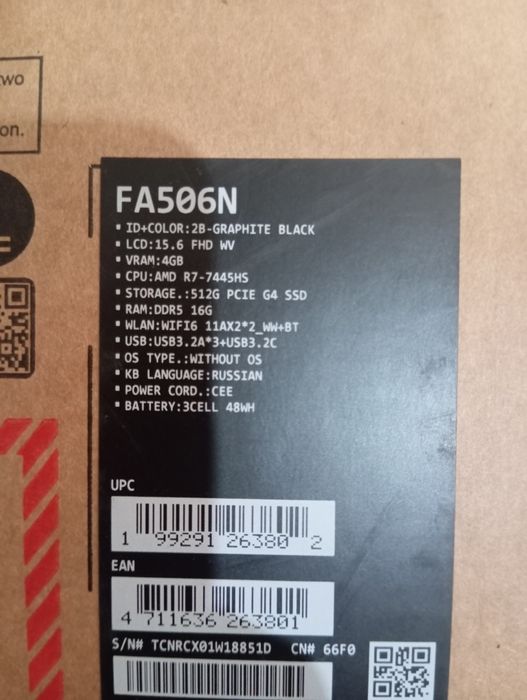 two
on.
FA506N
▪ ID+COLOR:2B-GRAPHITE BLACK
▪ LCD:15.6 FHD WV
▪ VRAM:4GB
▪ CPU:AMD R7-7445HS
▪ STORAGE.:512G PCIE G4 SSD
▪ RAM:DDR5 16G
▪ WLAN:WIFI6 11AX2*2_WW+BT
▪ USB:USB3.2A*3+USB3.2C
▪ OS TYPE.:WITHOUT OS
▪ KB LANGUAGE:RUSSIAN
▪ POWER CORD.:CEE
▪ BATTERY:3CELL 48WH
UPC
1 99291 26380 2
EAN
4 711636 263801
S/N# TCNRCX01W18851D CN# 66F0